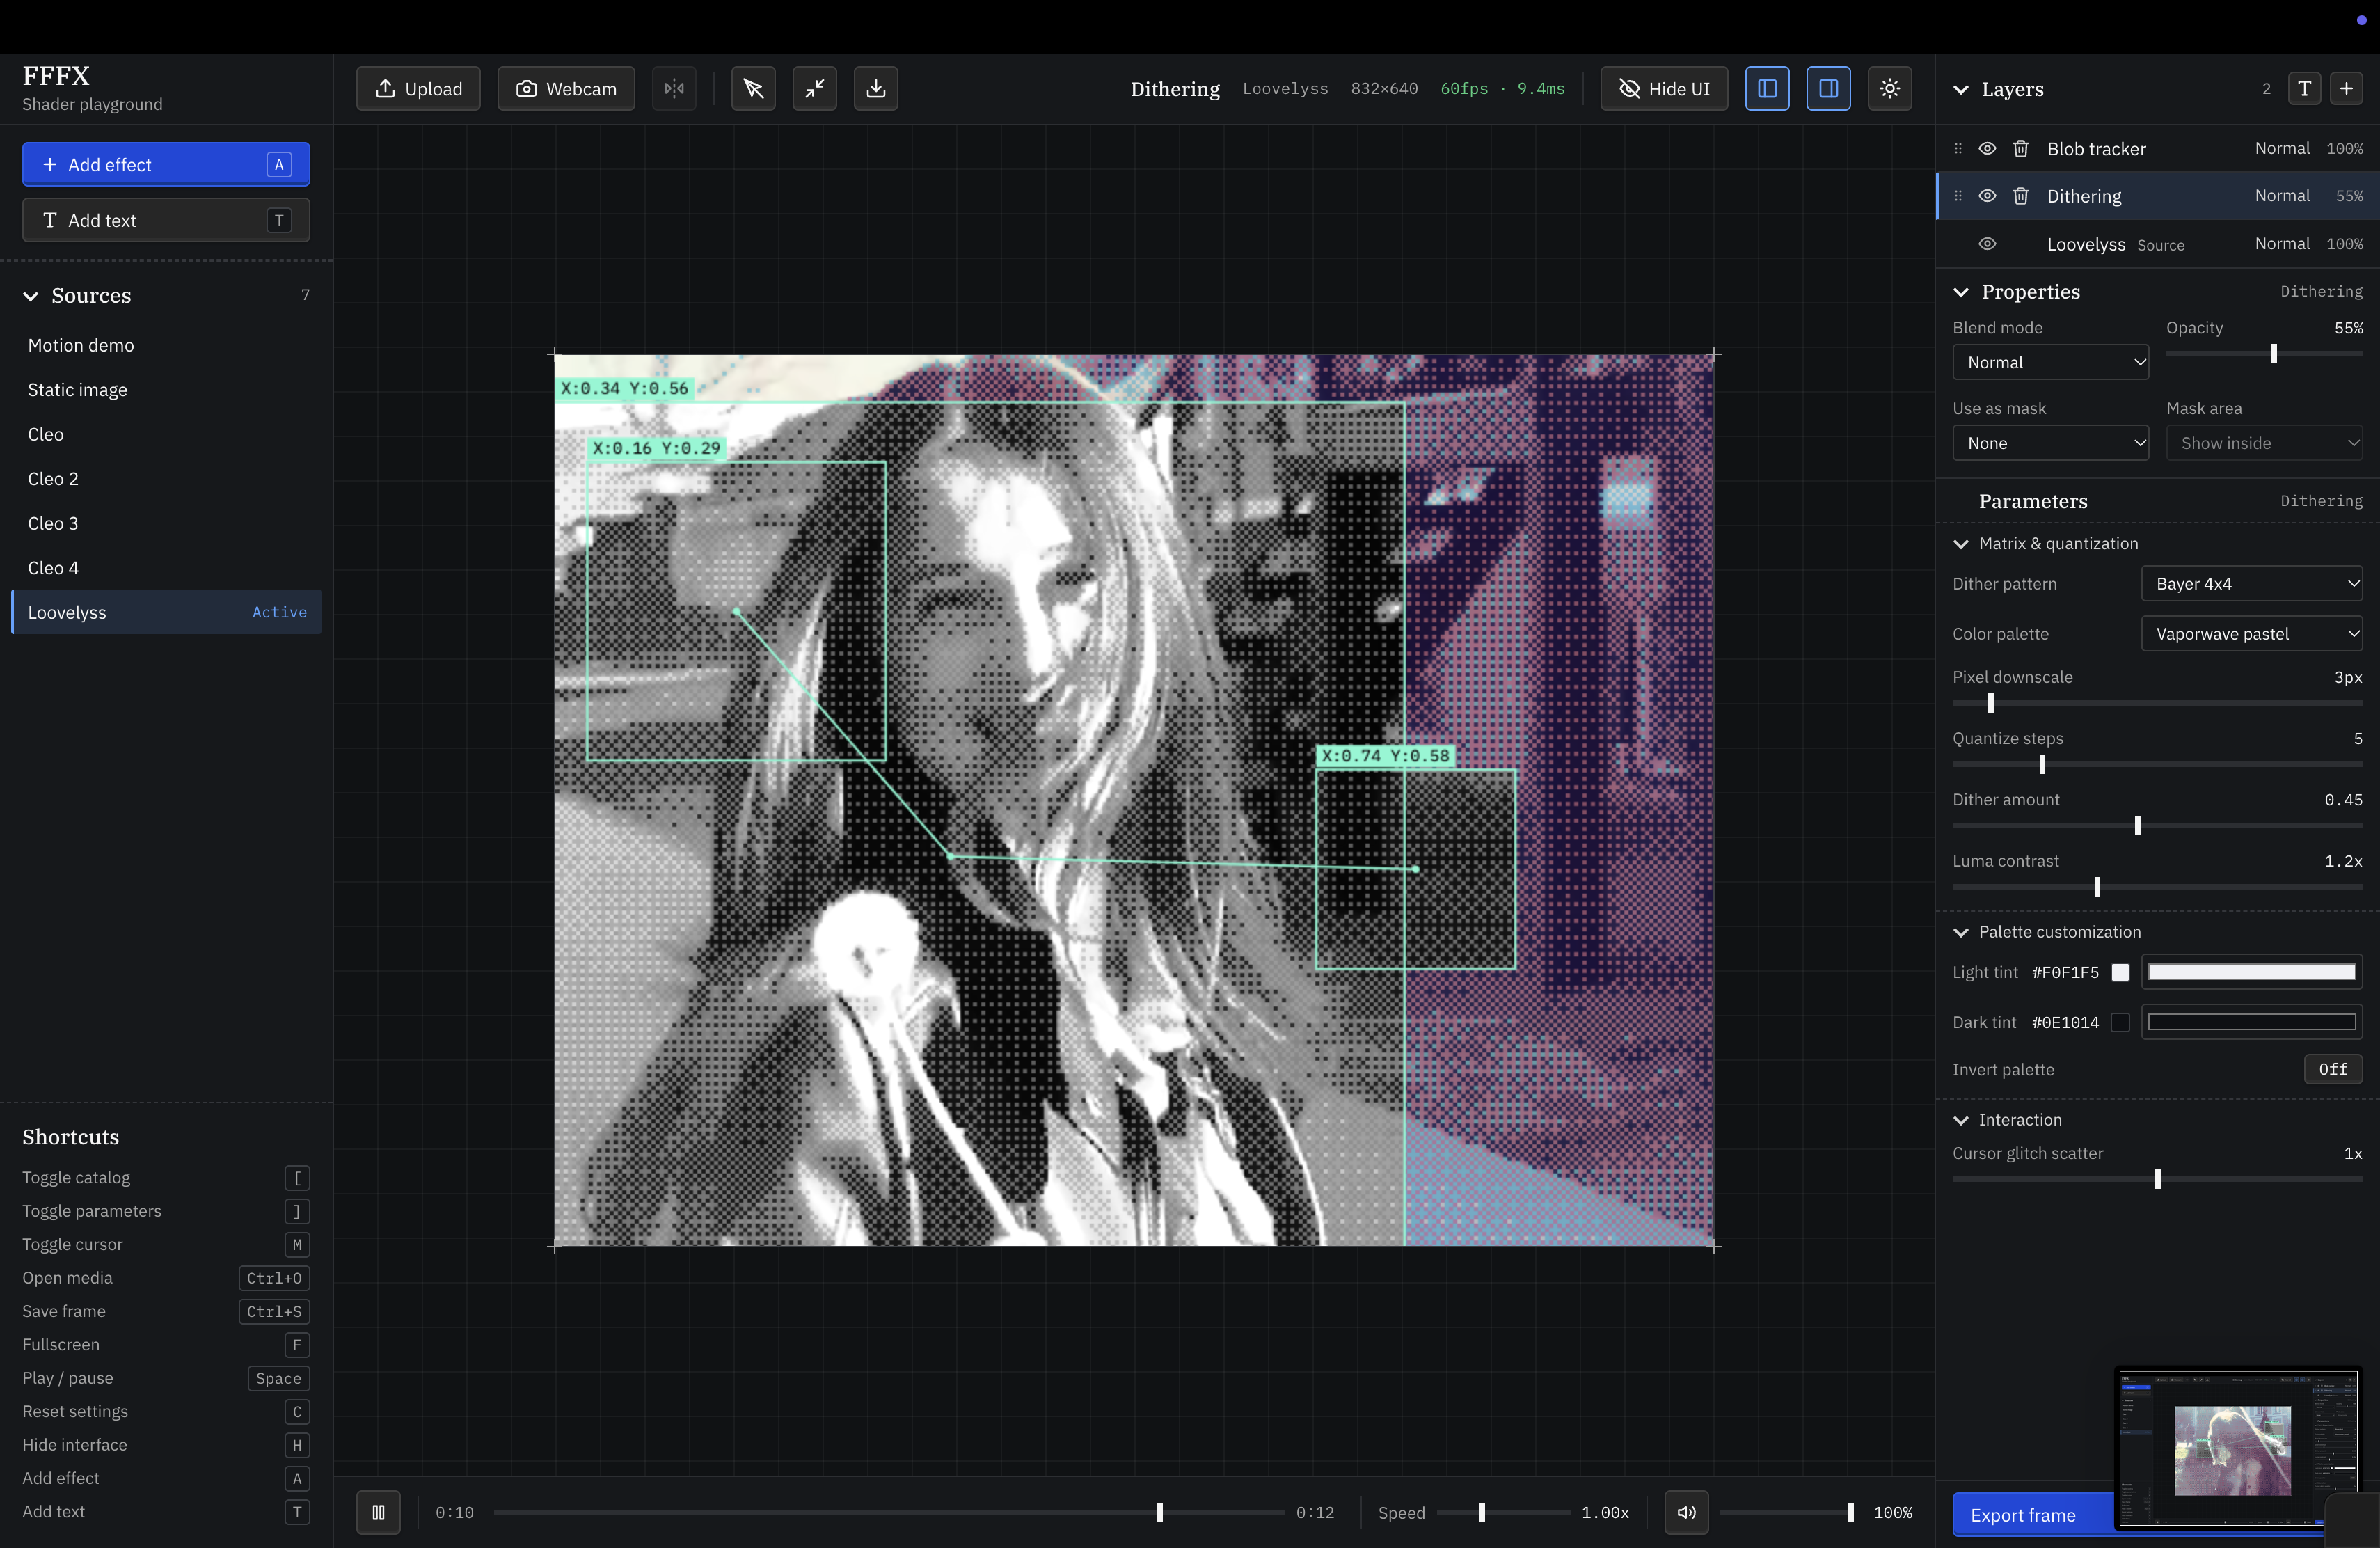 FFFX
Shader playground
Add effect A
Add text T
Sources 7
Motion demo
Static image
Cleo
Cleo 2
Cleo 3
Cleo 4
Loovelyss Active
Shortcuts
Toggle catalog [
Toggle parameters ]
Toggle cursor M
Open media Ctrl+O
Save frame Ctrl+S
Fullscreen F
Play / pause Space
Reset settings C
Hide interface H
Add effect A
Add text T
Upload Webcam Dithering Loovelyss 832×640 60fps · 9.4ms Hide UI
X:0.34 Y:0.56
X:0.16 Y:0.29
X:0.74 Y:0.58
0:10 0:12 Speed 1.00x 100%
Layers 2 T
Blob tracker Normal 100%
Dithering Normal 55%
Loovelyss Source Normal 100%
Properties Dithering
Blend mode Opacity 55%
Normal
Use as mask Mask area
None Show inside
Parameters Dithering
Matrix & quantization
Dither pattern Bayer 4x4
Color palette Vaporwave pastel
Pixel downscale 3px
Quantize steps 5
Dither amount 0.45
Luma contrast 1.2x
Palette customization
Light tint #F0F1F5
Dark tint #0E1014
Invert palette Off
Interaction
Cursor glitch scatter 1x
Export frame